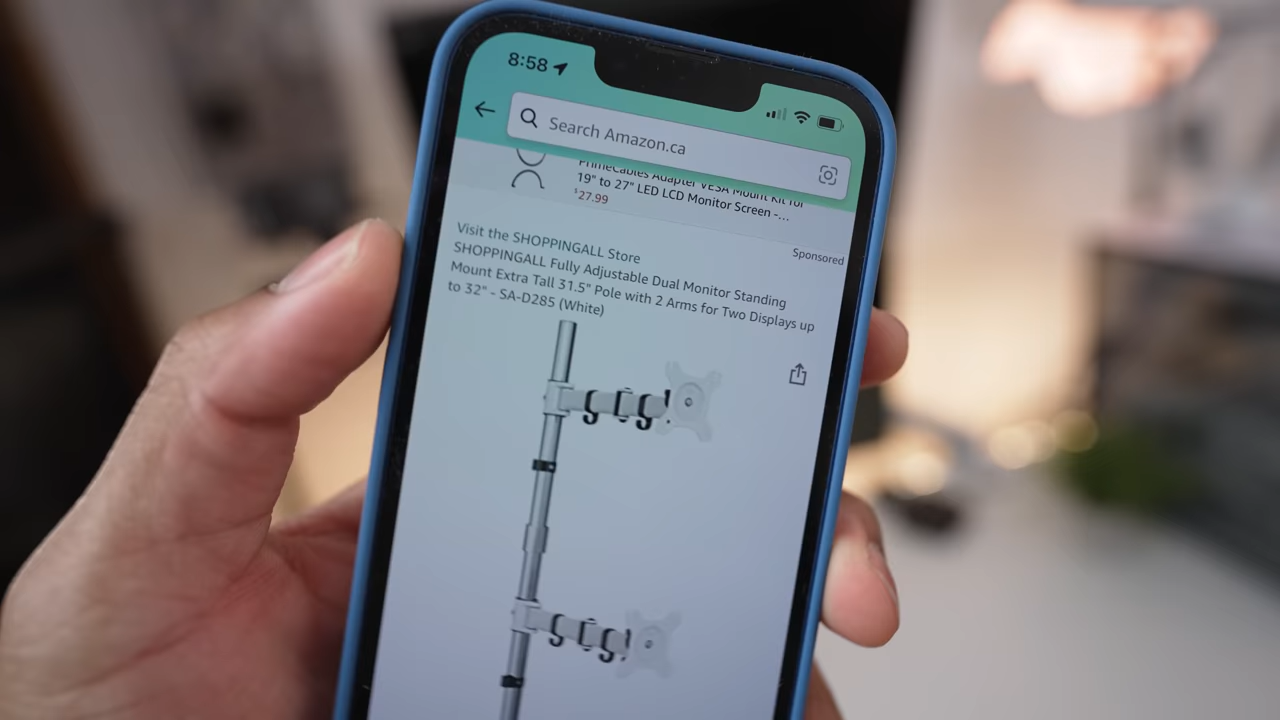 8:58
Search Amazon.ca
PrimeCables Adapter VESA Mount Kit for
19" to 27" LED LCD Monitor Screen -...
$27.99
Sponsored
Visit the SHOPPINGALL Store
SHOPPINGALL Fully Adjustable Dual Monitor Standing
Mount Extra Tall 31.5" Pole with 2 Arms for Two Displays up
to 32" - SA-D285 (White)